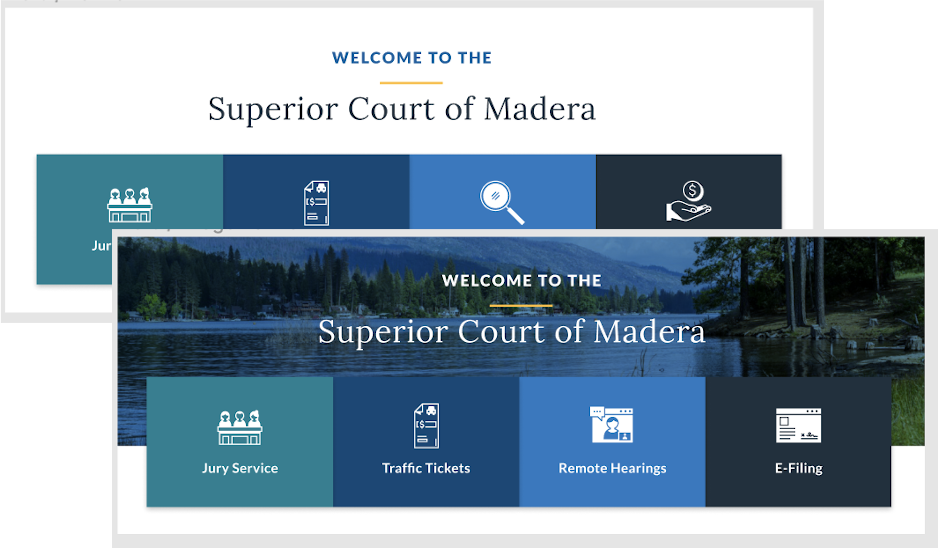 WELCOME TO THE
Superior Court of Madera
Jur
WELCOME TO THE
Superior Court of Madera
Jury Service
Traffic Tickets
Remote Hearings
E-Filing